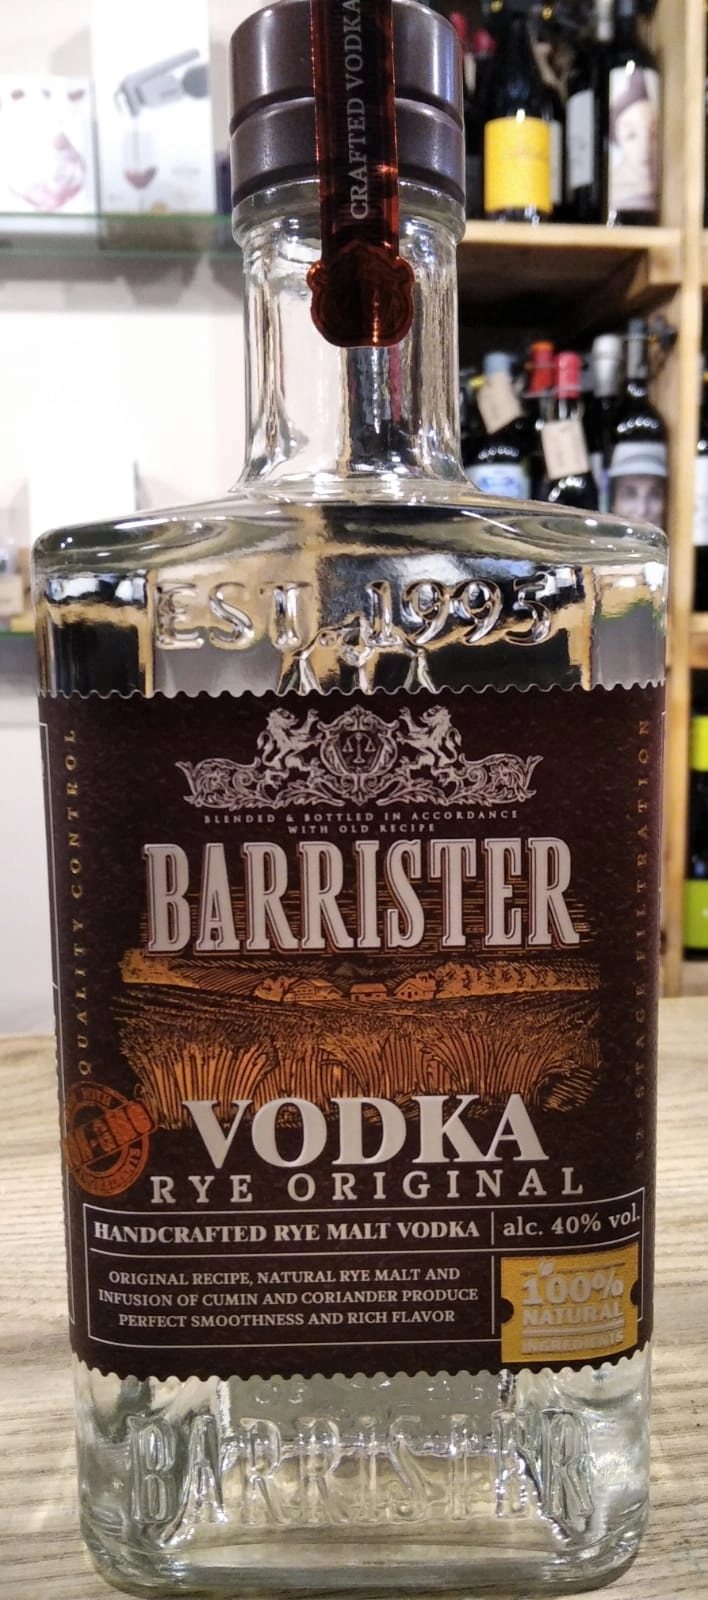 CRAFTED VODKA
EST. 1995
BLENDED & BOTTLED IN ACCORDANCE
WITH OLD RECIPE
BARRISTER
QUALITY CONTROL
STAGE FILTRATION
VODKA
RYE ORIGINAL
HANDCRAFTED RYE MALT VODKA
alc. 40% vol.
ORIGINAL RECIPE, NATURAL RYE MALT AND
INFUSION OF CUMIN AND CORIANDER PRODUCE
PERFECT SMOOTHNESS AND RICH FLAVOR
100%
NATURAL
INGREDIENTS
BARRISTER